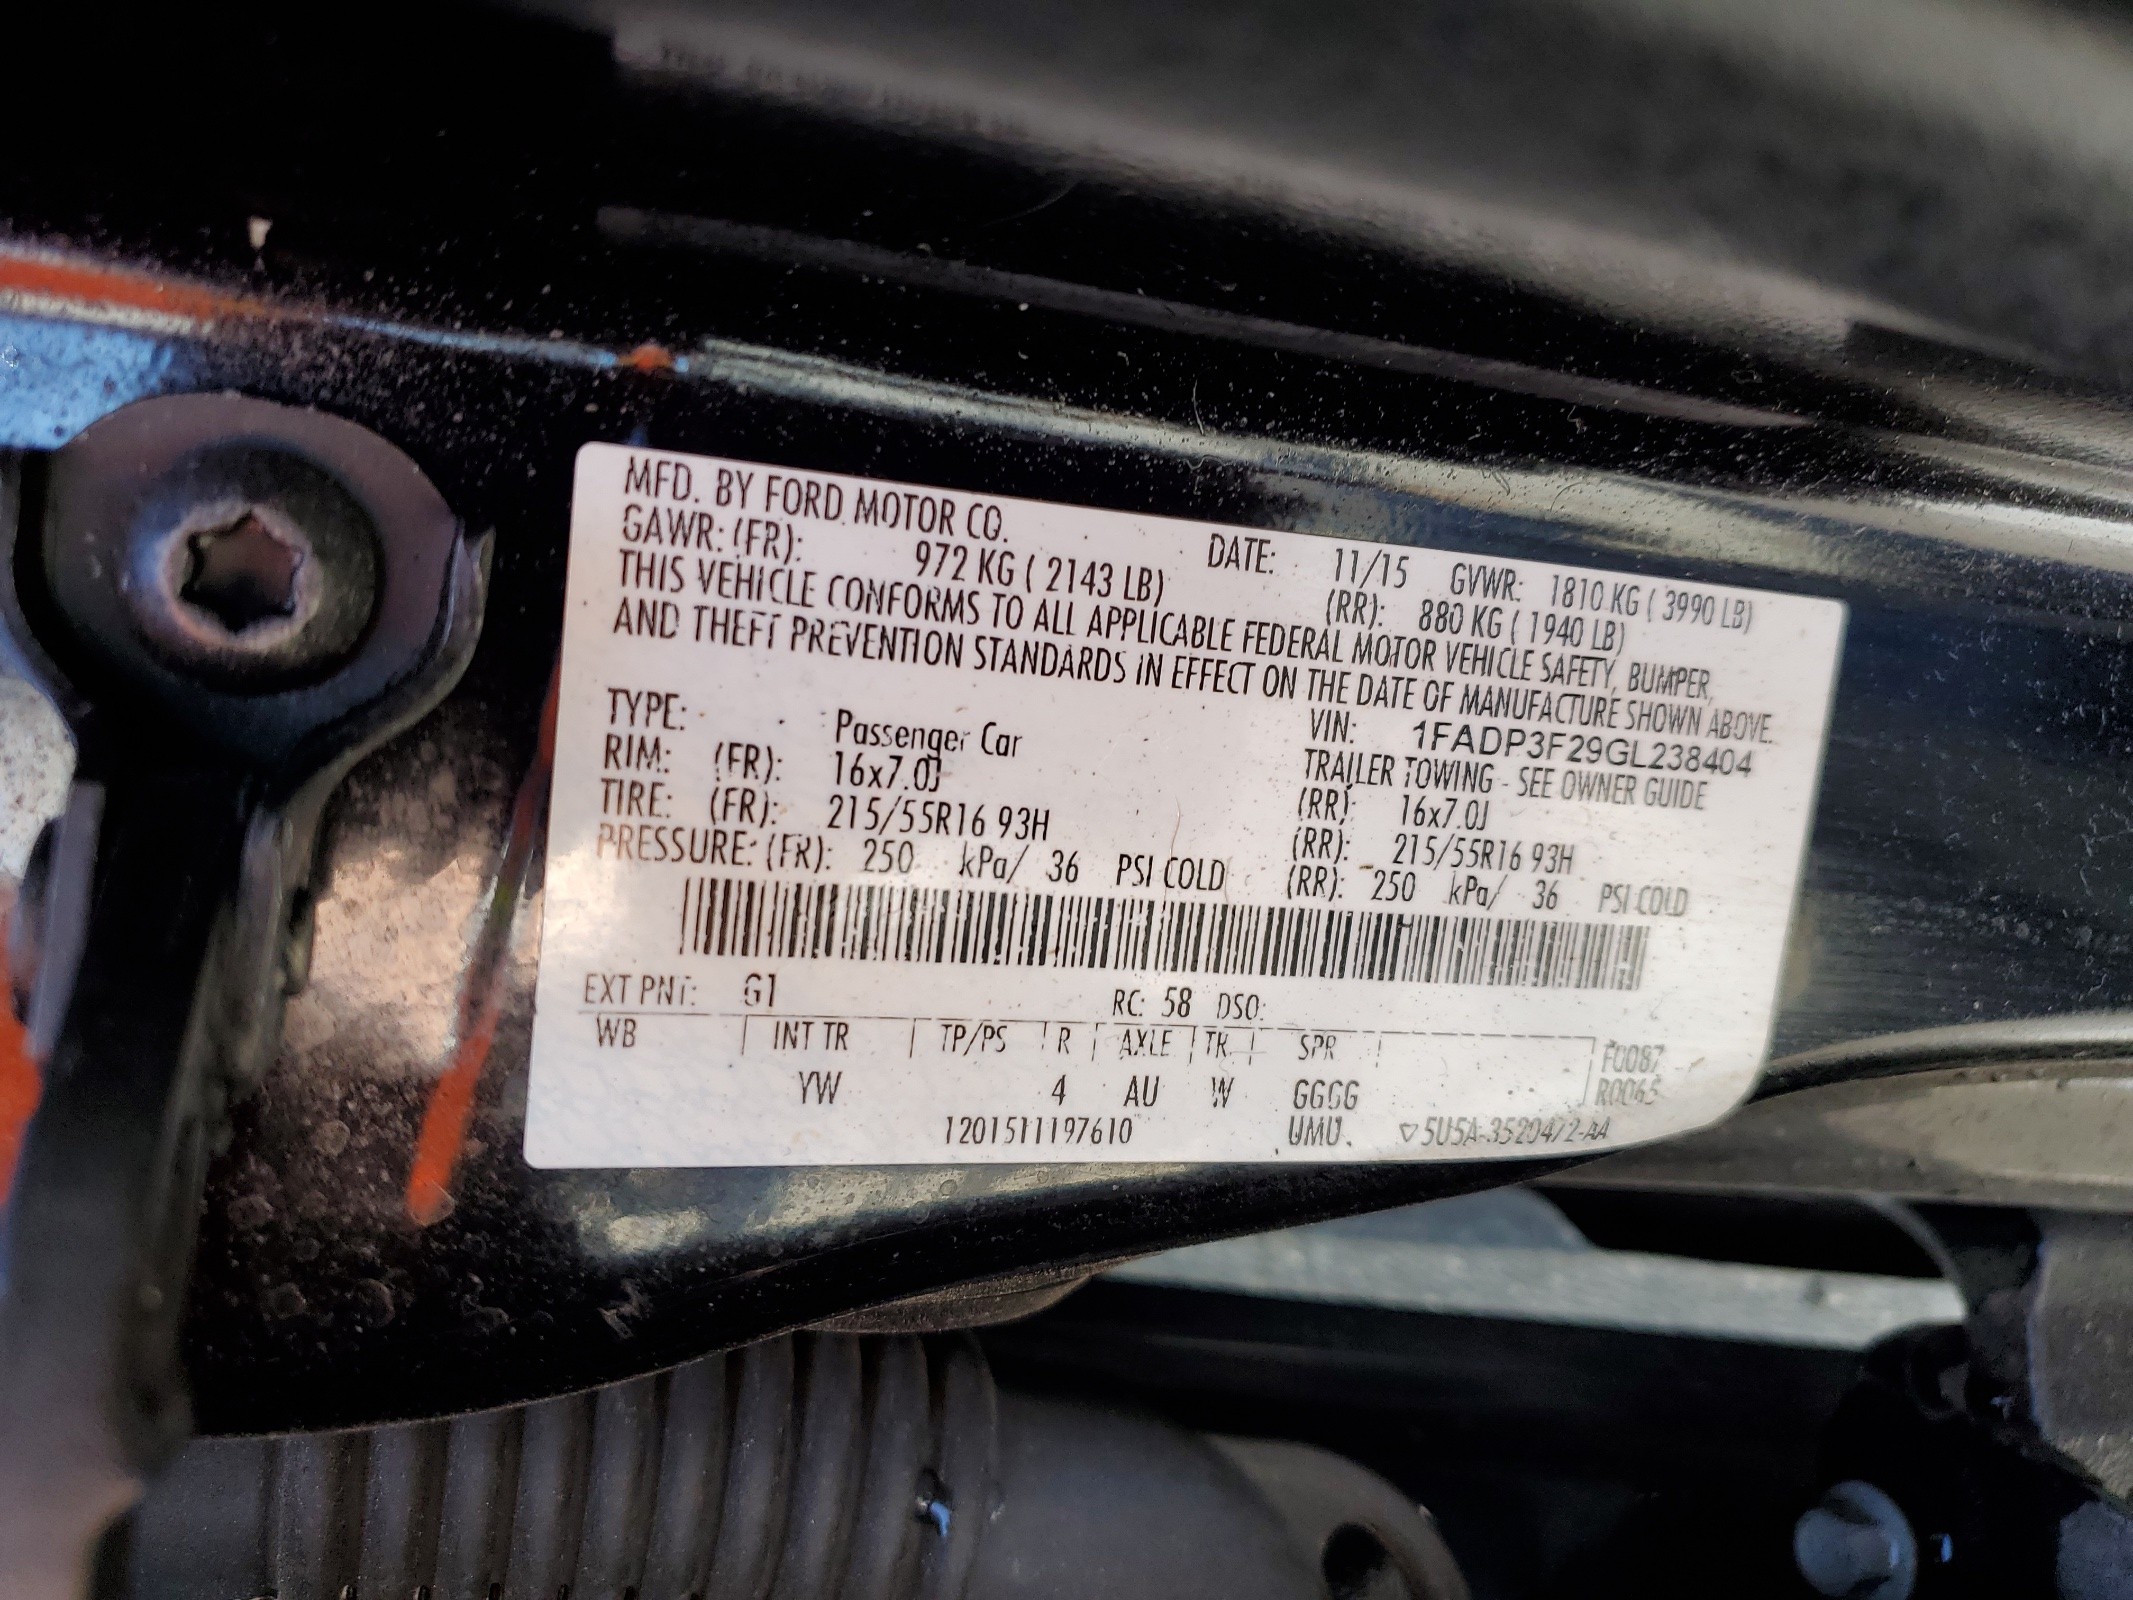 MFD. BY FORD MOTOR CO. DATE: 11/15 GVWR: 1810 KG ( 3990 LB)
GAWR: (FR): 972 KG ( 2143 LB) (RR): 880 KG ( 1940 LB)
THIS VEHICLE CONFORMS TO ALL APPLICABLE FEDERAL MOTOR VEHICLE SAFETY, BUMPER,
AND THEFT PREVENTION STANDARDS IN EFFECT ON THE DATE OF MANUFACTURE SHOWN ABOVE.
VIN: 1FADP3F29GL238404
TYPE: Passenger Car TRAILER TOWING - SEE OWNER GUIDE
RIM: (FR): 16x7.0J (RR): 16x7.0J
TIRE: (FR): 215/55R16 93H (RR): 215/55R16 93H
PRESSURE: (FR): 250 kPa/ 36 PSI COLD (RR): 250 kPa/ 36 PSI COLD
EXT PNT: G1 RC: 58 DSO:
WB INT TR TP/PS R AXLE TR SPR F0087
YW 4 AU W GGGG R0065
1201511197610 UMU. ▽5U5A-3520472-AA